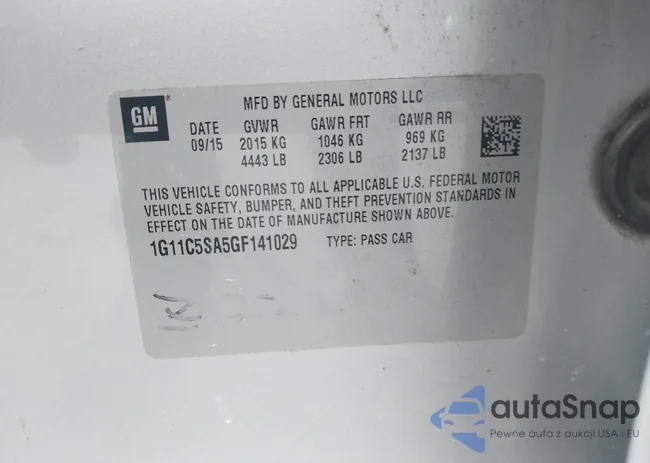 GM
MFD BY GENERAL MOTORS LLC
DATE GVWR GAWR FRT GAWR RR
09/15 2015 KG 1046 KG 969 KG
4443 LB 2306 LB 2137 LB
THIS VEHICLE CONFORMS TO ALL APPLICABLE U.S. FEDERAL MOTOR
VEHICLE SAFETY, BUMPER, AND THEFT PREVENTION STANDARDS IN
EFFECT ON THE DATE OF MANUFACTURE SHOWN ABOVE.
1G11C5SA5GF141029 TYPE: PASS CAR
autaSnap
Pewne auta z aukcji USA i EU